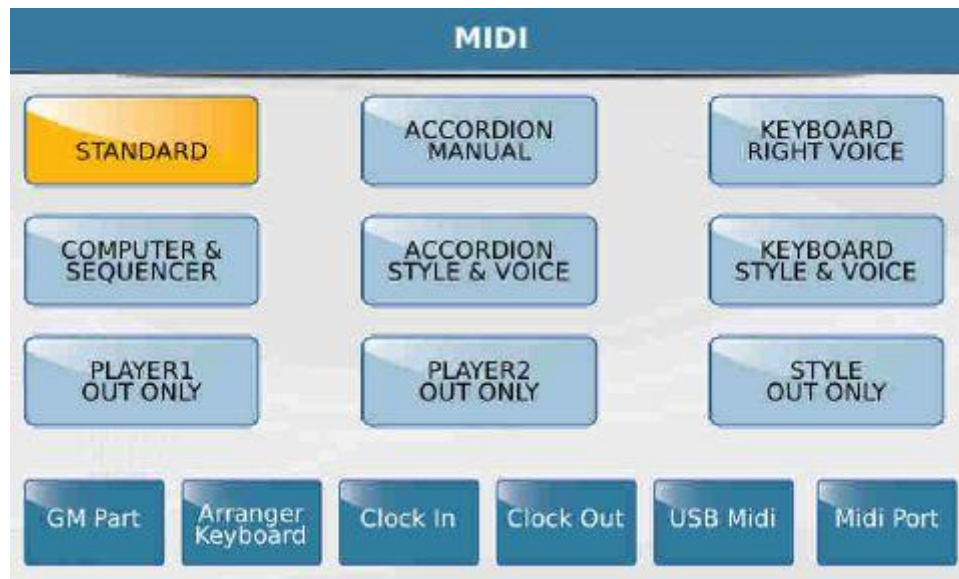 MIDI
STANDARD
ACCORDION
MANUAL
KEYBOARD
RIGHT VOICE
COMPUTER &
SEQUENCER
ACCORDION
STYLE & VOICE
KEYBOARD
STYLE & VOICE
PLAYER1
OUT ONLY
PLAYER2
OUT ONLY
STYLE
OUT ONLY
GM Part
Arranger
Keyboard
Clock In
Clock Out
USB Midi
Midi Port